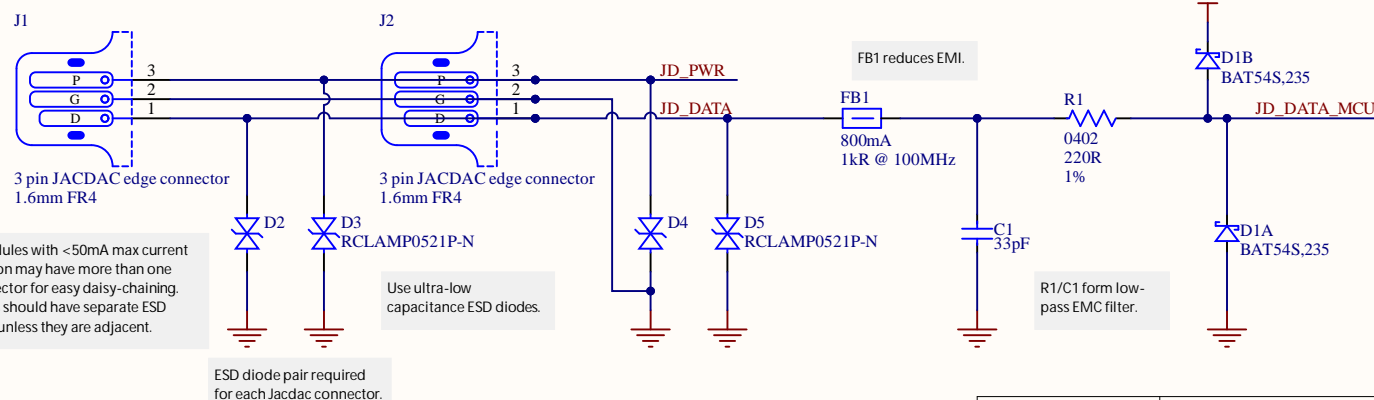 J1
P
G
D
3
2
1
3 pin JACDAC edge connector
1.6mm FR4
J2
P
G
D
3
2
1
3 pin JACDAC edge connector
1.6mm FR4
JD_PWR
JD_DATA
FB1 reduces EMI.
FB1
800mA
1kR @ 100MHz
R1
0402
220R
1%
D1B
BAT54S,235
JD_DATA_MCU
D2
D3
RCLAMP0521P-N
D4
D5
RCLAMP0521P-N
C1
33pF
D1A
BAT54S,235
with <50mA max current
may have more than one
for easy daisy-chaining.
should have separate ESD
unless they are adjacent.
Use ultra-low
capacitance ESD diodes.
R1/C1 form low-
pass EMC filter.
ESD diode pair required
for each Jacdac connector.